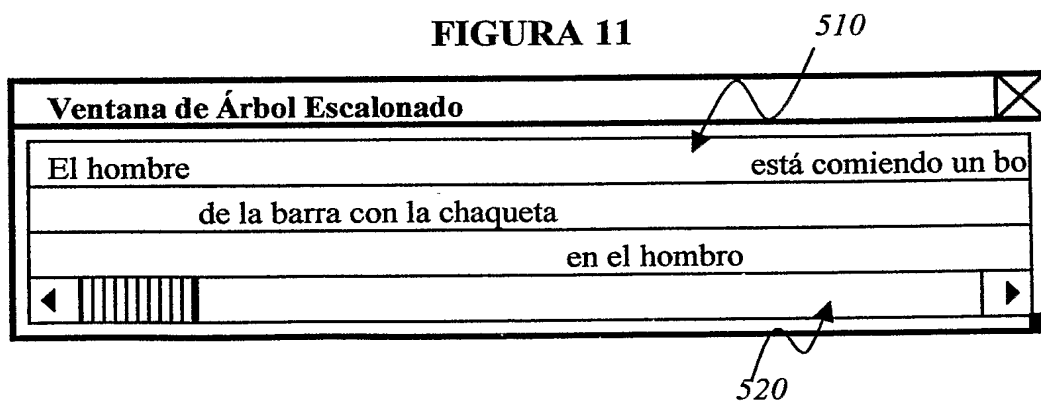 FIGURA 11
510
Ventana de Árbol Escalonado
El hombre está comiendo un bo
de la barra con la chaqueta
en el hombro
520